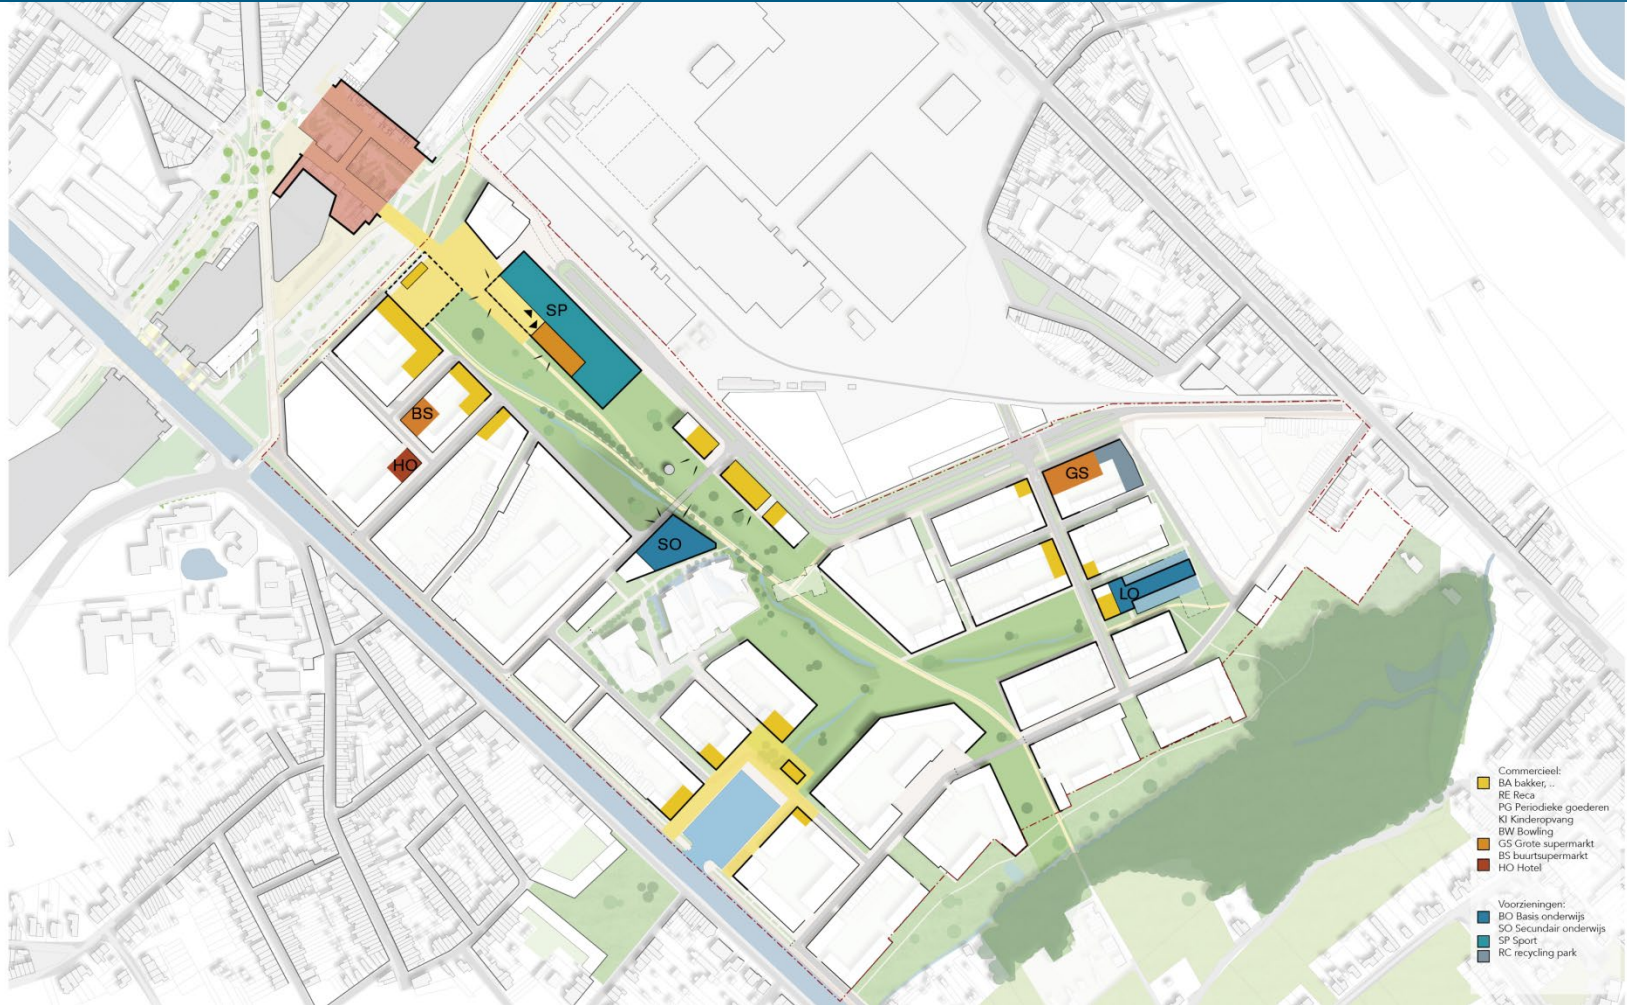 SP
BS
HO
GS
SO
LO
Commercieel:
BA bakker, ..
RE Reca
PG Periodieke goederen
KI Kinderopvang
BW Bowling
GS Grote supermarkt
BS buurtsupermarkt
HO Hotel
Voorzieningen:
BO Basis onderwijs
SO Secundair onderwijs
SP Sport
RC recycling park